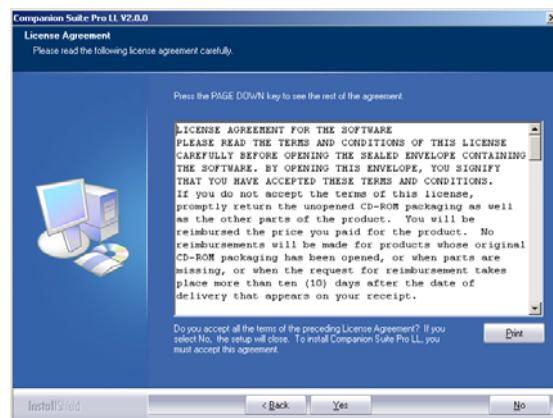 Companion Suite Pro LL V2.0.0
License Agreement
Please read the following license agreement carefully.
Press the PAGE DOWN key to see the rest of the agreement.
LICENSE AGREEMENT FOR THE SOFTWARE
PLEASE READ THE TERMS AND CONDITIONS OF THIS LICENSE
CAREFULLY BEFORE OPENING THE SEALED ENVELOPE CONTAINING
THE SOFTWARE. BY OPENING THIS ENVELOPE, YOU SIGNIFY
THAT YOU HAVE ACCEPTED THESE TERMS AND CONDITIONS.
If you do not accept the terms of this license,
promptly return the unopened CD-ROM packaging as well
as the other parts of the product. You will be
reimbursed the price you paid for the product. No
reimbursements will be made for products whose original
CD-ROM packaging has been opened, or when parts are
missing, or when the request for reimbursement takes
place more than ten (10) days after the date of
delivery that appears on your receipt.
Do you accept all the terms of the preceding License Agreement? If you
select No, the setup will close. To install Companion Suite Pro LL, you
must accept this agreement.
Print
InstallShield
< Back
Yes
No